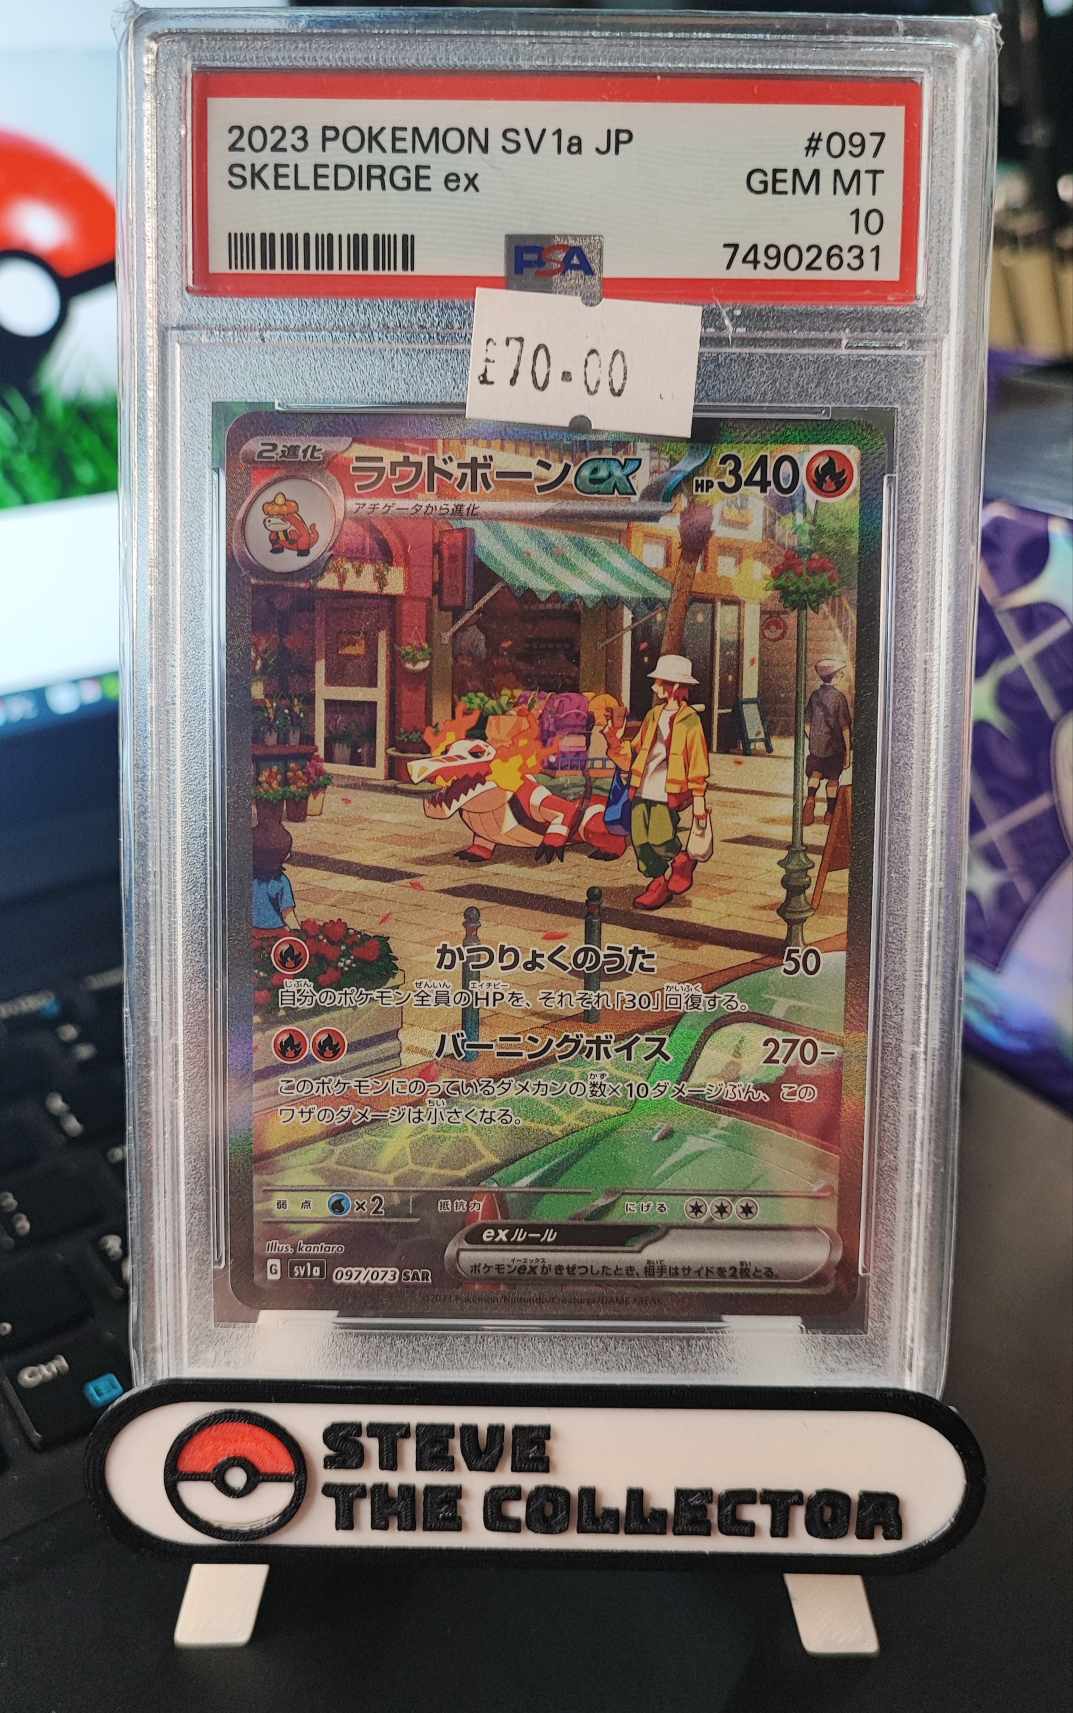 2023 POKEMON SV1a JP
#097
SKELEDIRGE ex
GEM MT
10
PSA
74902631
£70.00
2進化
ラウドボーンex
HP340
アチゲータから進化
かつりょくのうた
50
自分のポケモン全員のHPを、それぞれ「30」回復する。
バーニングボイス
270-
このポケモンにのっているダメカンの数×10ダメージぶん、この
ワザのダメージは小さくなる。
弱点 ×2 抵抗力 にげる
exルール
ポケモンexがきぜつしたとき、相手はサイドを2枚とる。
Illus. kantaro
G sv1a 097/073 SAR
©2023 Pokémon/Nintendo/Creatures/GAME FREAK
STEVE
THE COLLECTOR
Ctrl